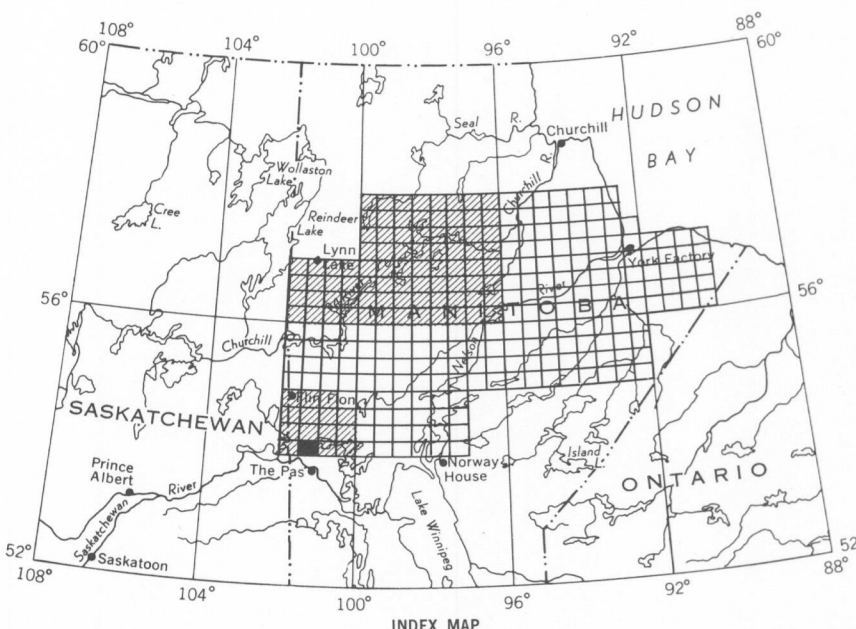 108°
104°
100°
96°
92°
88°
60°
60°
HUDSON
BAY
Seal R.
Churchill
Churchill R.
Wollaston
Lake
Cree
L.
Reindeer
Lake
Lynn
Lake
York Factory
River
56°
56°
MANITOBA
Churchill
Nelson
Flin Flon
SASKATCHEWAN
Prince
Albert
River
The Pas
Norway
House
Island
L.
ONTARIO
Saskatchewan
Saskatoon
Lake Winnipeg
52°
52°
108°
104°
100°
96°
92°
88°
INDEX MAP